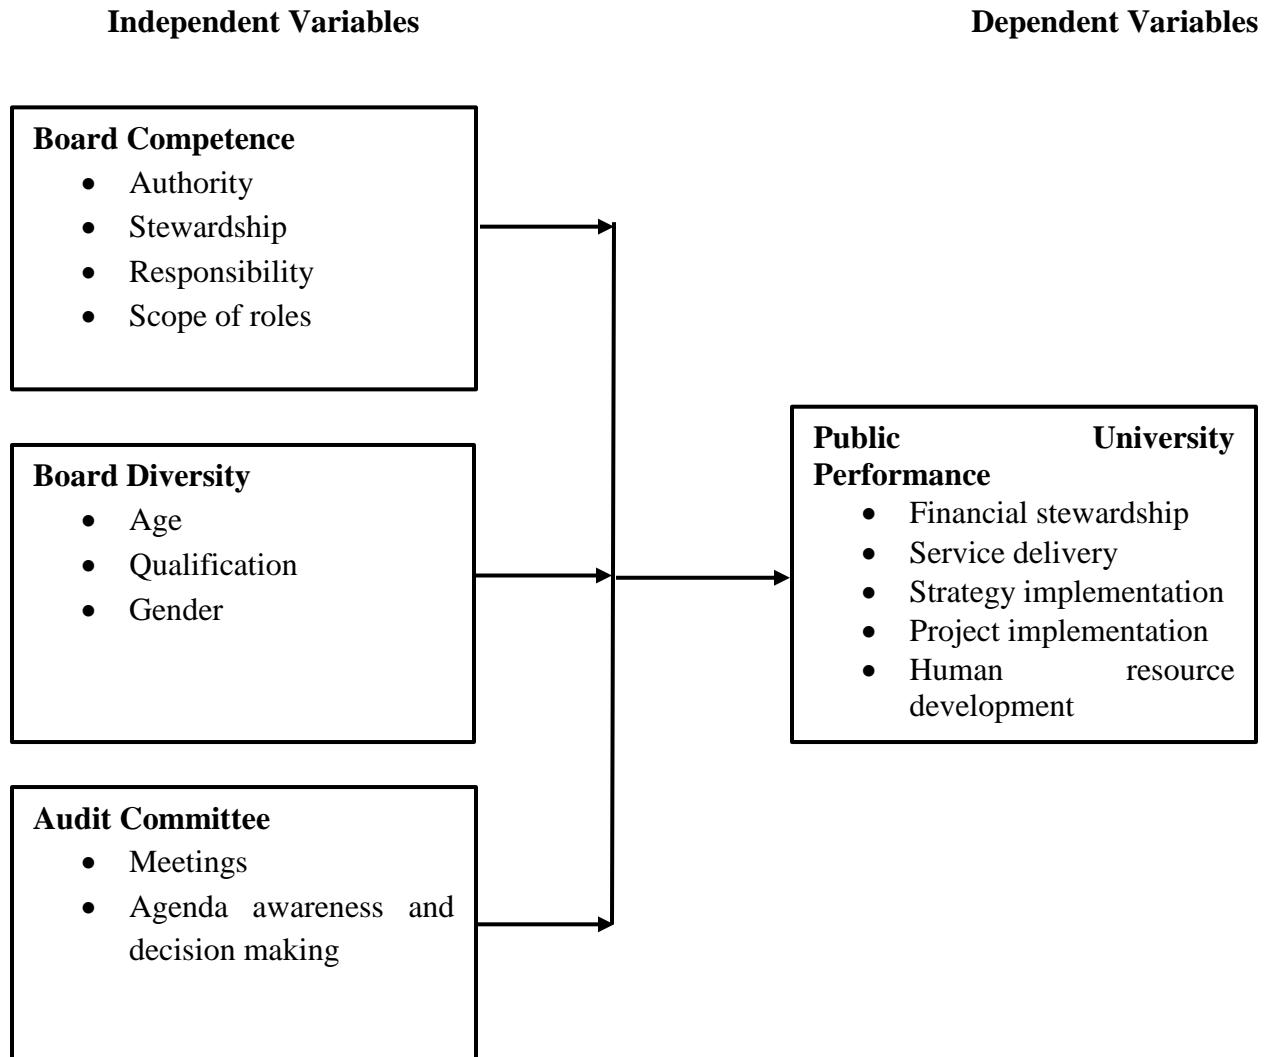 Independent Variables
Dependent Variables
Board Competence
• Authority
• Stewardship
• Responsibility
• Scope of roles
Board Diversity
• Age
• Qualification
• Gender
Audit Committee
• Meetings
• Agenda awareness and
decision making
Public University
Performance
• Financial stewardship
• Service delivery
• Strategy implementation
• Project implementation
• Human resource
development